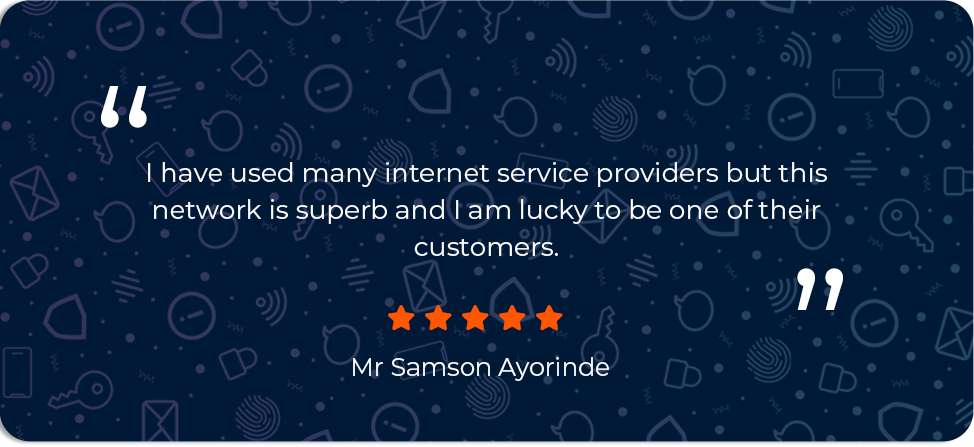 “
I have used many internet service providers but this
network is superb and I am lucky to be one of their
customers.
”
Mr Samson Ayorinde